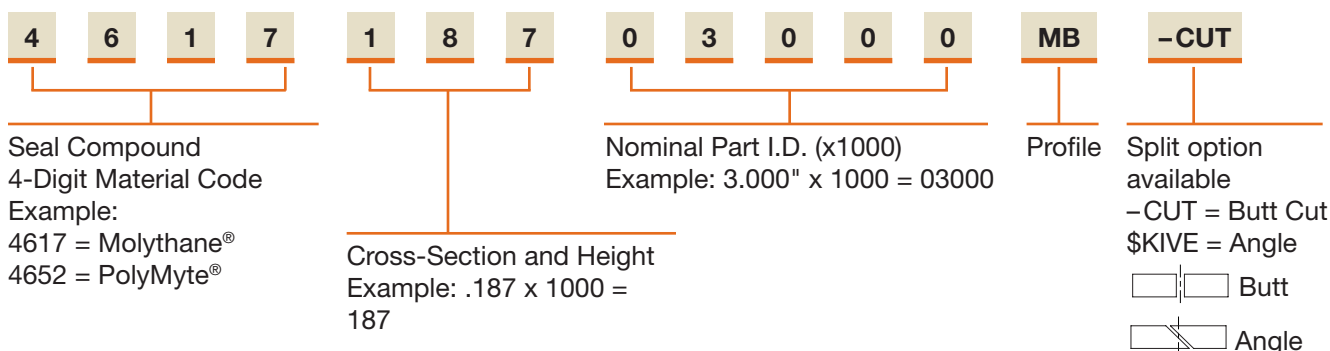 4 6 1 7 1 8 7 0 3 0 0 0 MB –CUT
Seal Compound
4-Digit Material Code
Example:
4617 = Molythane®
4652 = PolyMyte®
Cross-Section and Height
Example: .187 x 1000 =
187
Nominal Part I.D. (x1000)
Example: 3.000" x 1000 = 03000
Profile
Split option
available
–CUT = Butt Cut
$KIVE = Angle
Butt
Angle